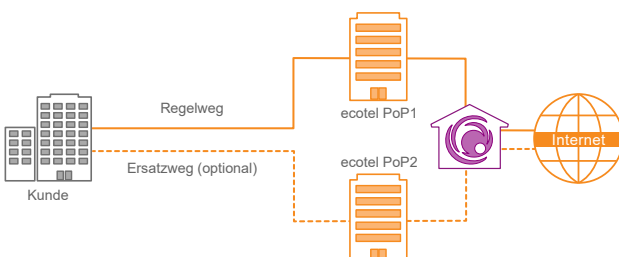 Regelweg
ecotel PoP1
Internet
Ersatzweg (optional)
ecotel PoP2
Kunde